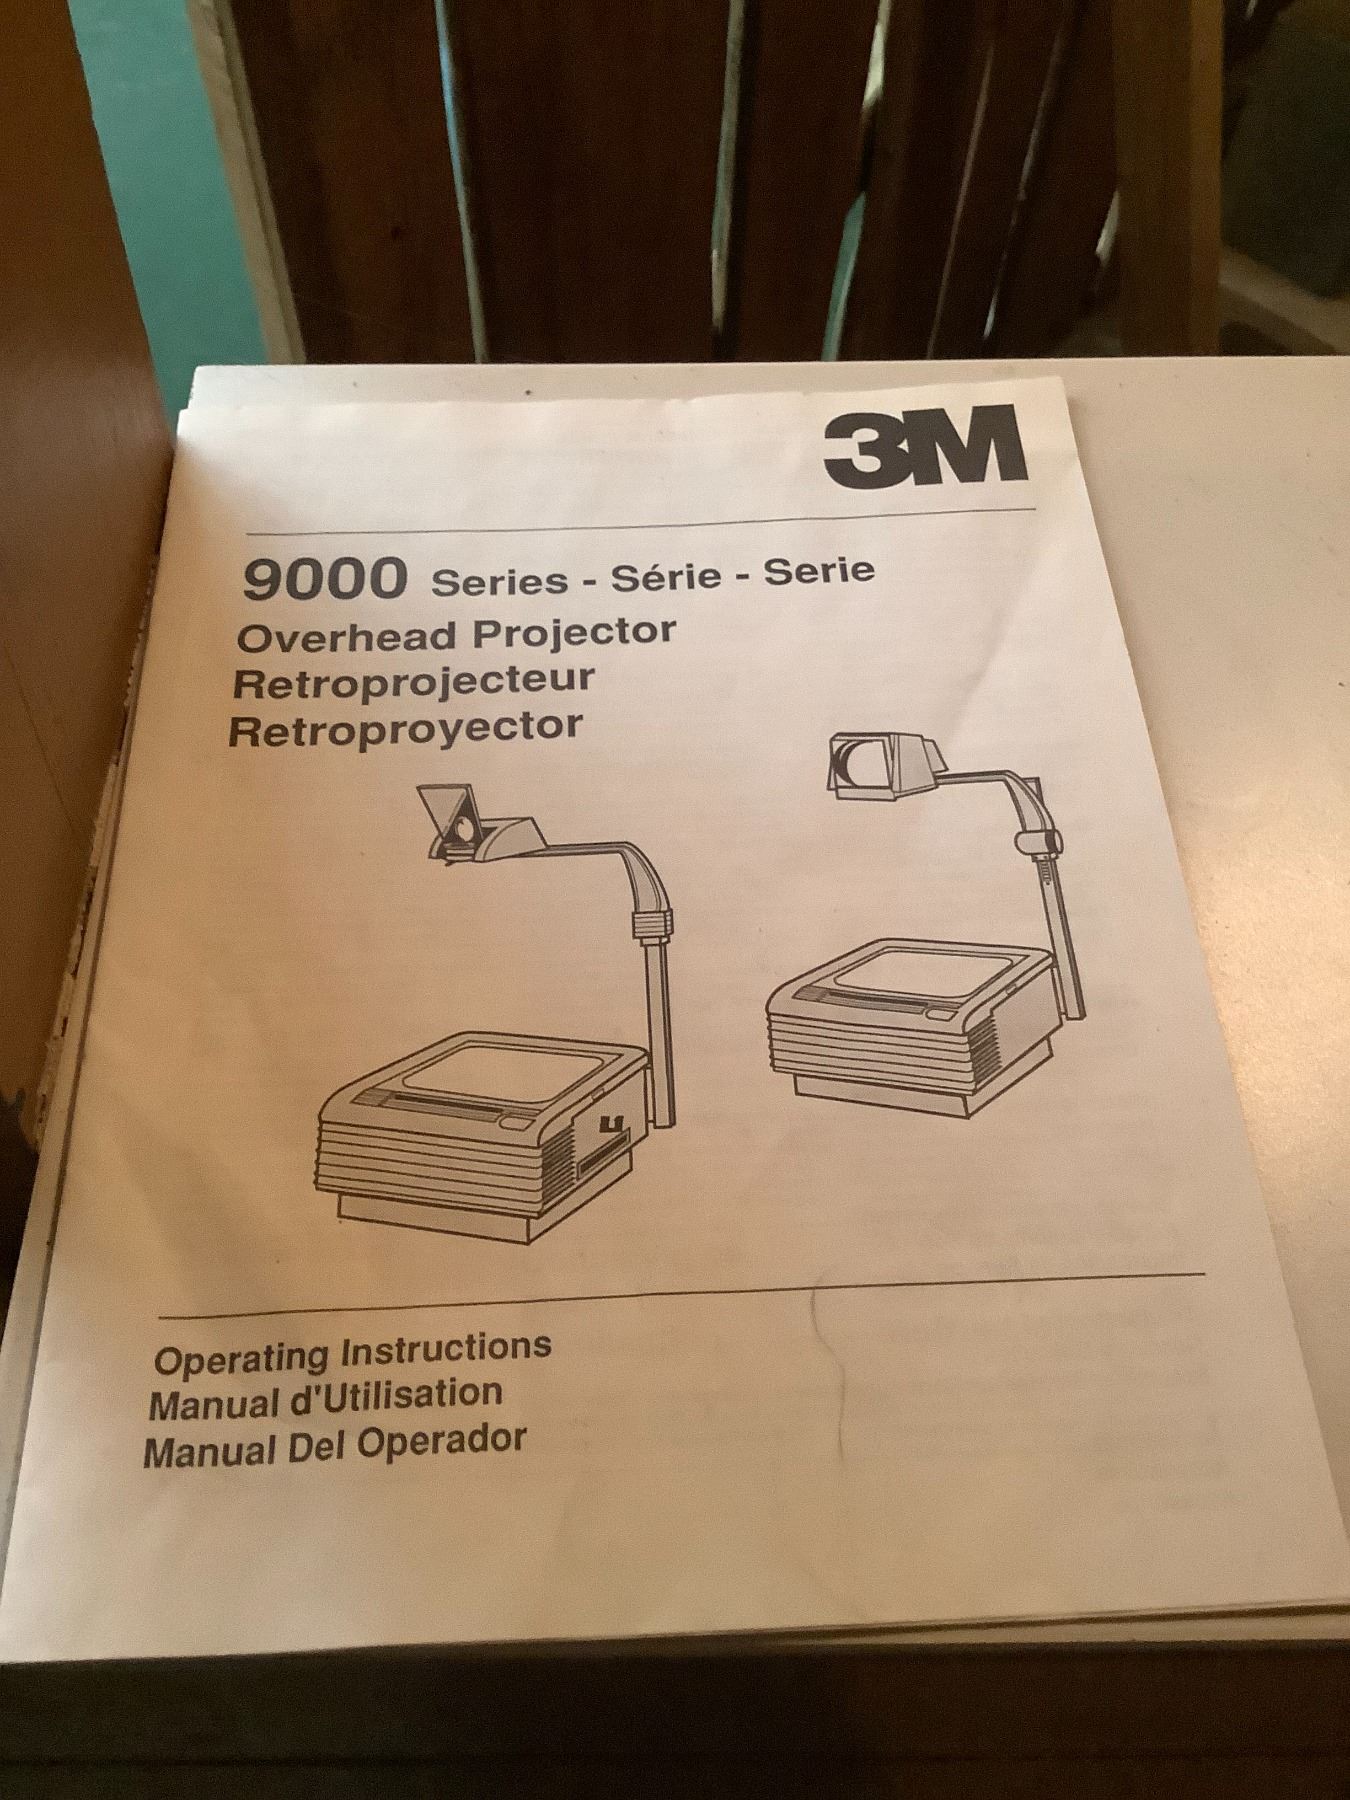 3M
9000 Series - Série - Serie
Overhead Projector
Retroprojecteur
Retroproyector
Operating Instructions
Manual d'Utilisation
Manual Del Operador